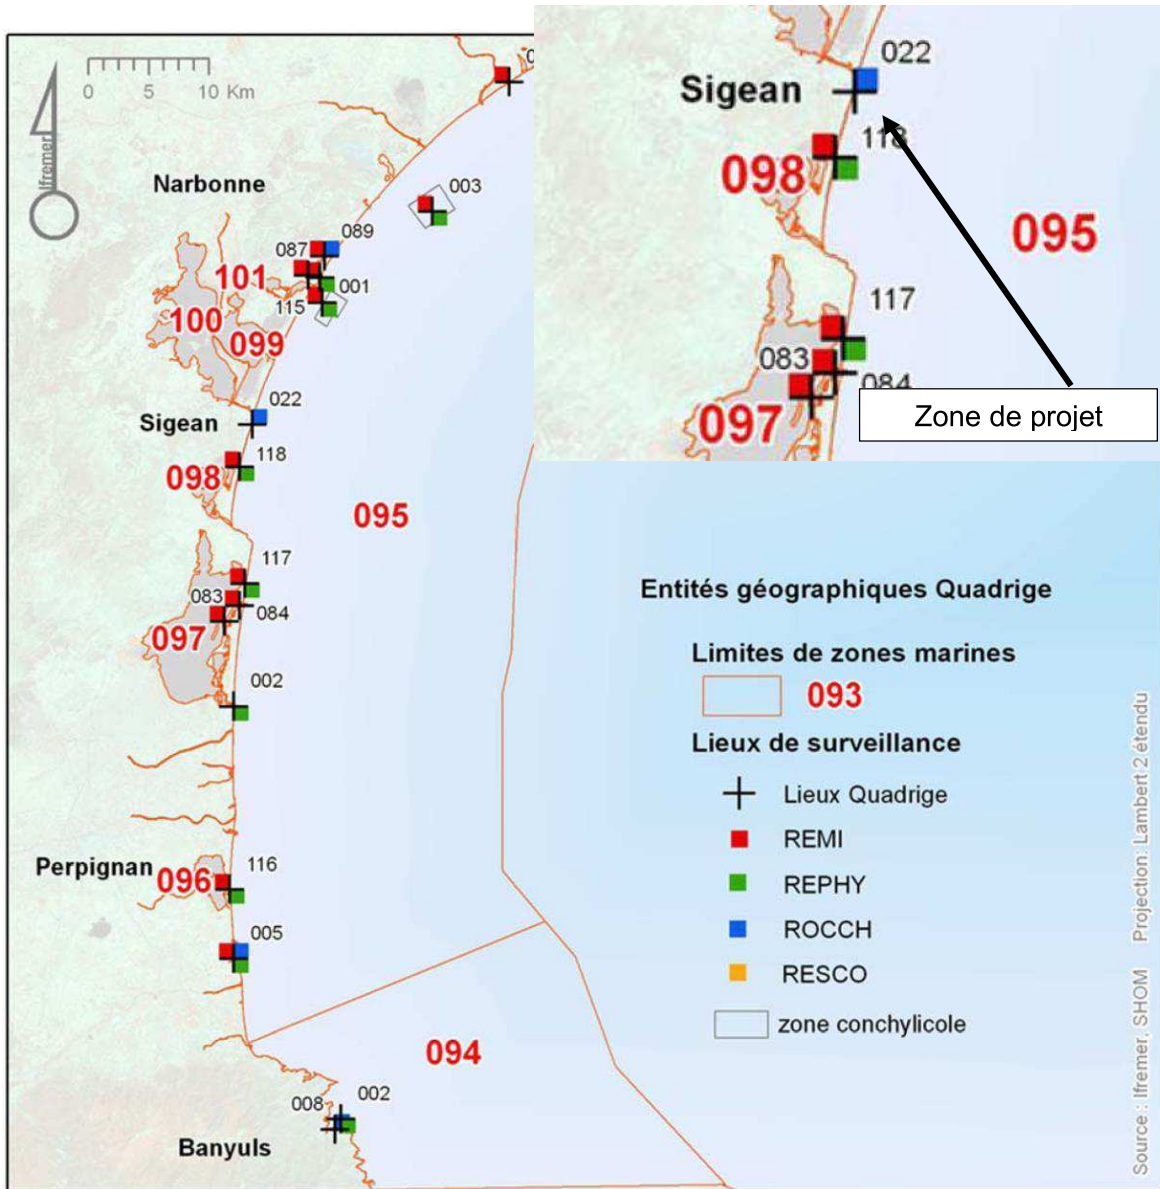 0 5 10 Km
Ifremer
Narbonne
003
089
087
101
001
115
100
099
022
Sigean
118
098
095
117
083
084
097
002
Perpignan
116
096
005
094
002
008
Banyuls
022
Sigean
118
098
095
117
083
084
097
Zone de projet
Entités géographiques Quadrige
Limites de zones marines
093
Lieux de surveillance
Lieux Quadrige
REMI
REPHY
ROCCH
RESCO
zone conchylicole
Source : Ifremer, SHOM Projection: Lambert 2 étendu